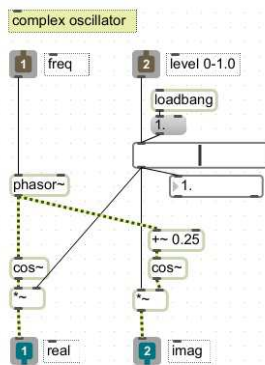 complex oscillator
1 freq
2 level 0-1.0
loadbang
1.
1.
phasor~
+~ 0.25
cos~
cos~
*~
*~
1 real
2 imag